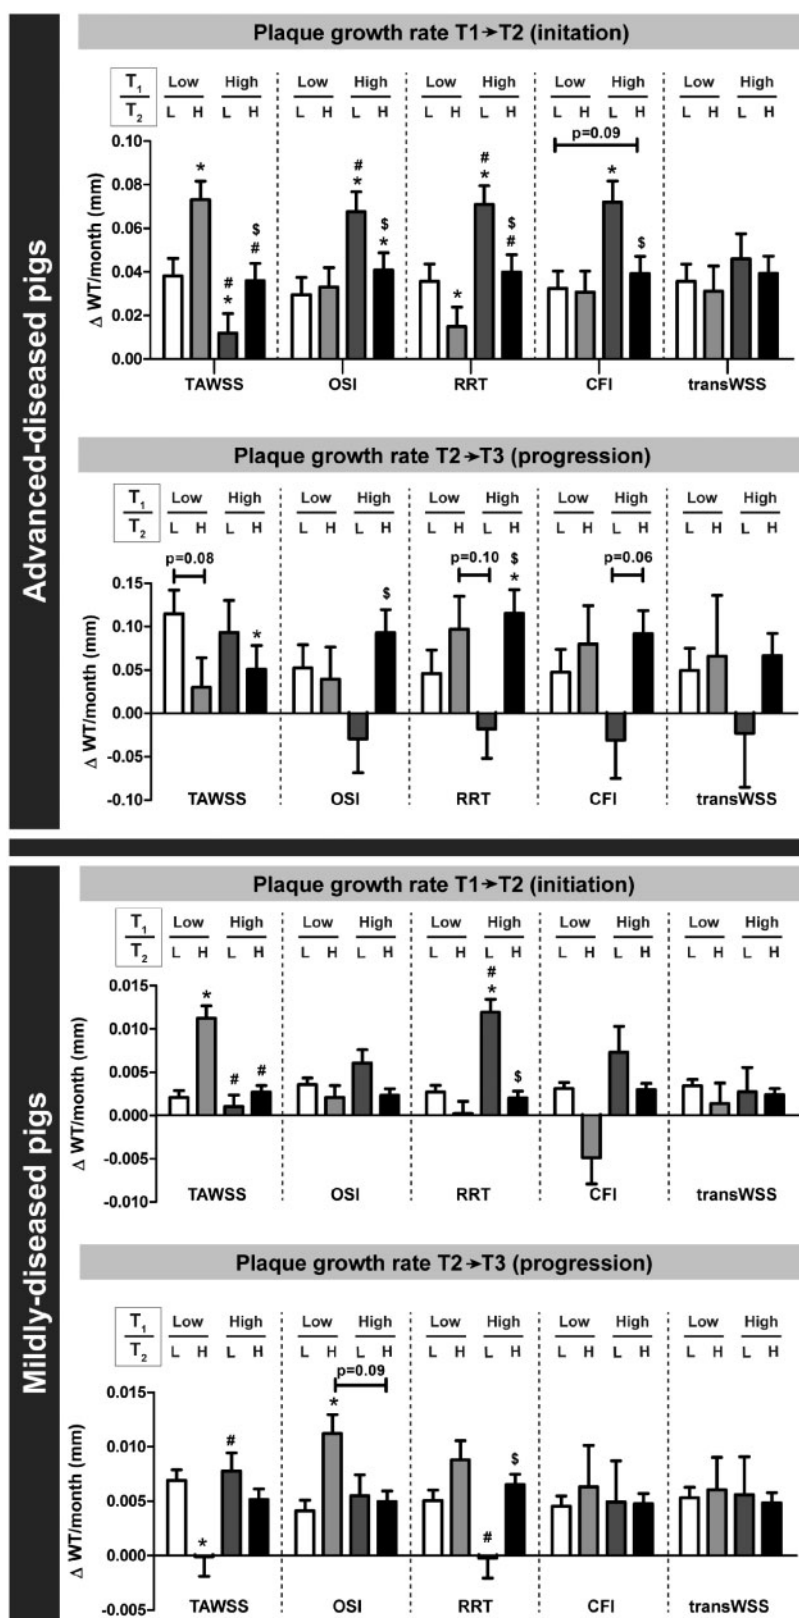 Advanced-diseased pigs
Plaque growth rate T1→T2 (initation)
T1 Low High Low High Low High Low High Low High
T2 L H L H L H L H L H L H L H L H L H L H
p=0.09
Δ WT/month (mm)
0.10
0.08
0.06
0.04
0.02
0.00
* # * # $ # # * $ * * # * $ # * $
TAWSS OSI RRT CFI transWSS
Plaque growth rate T2→T3 (progression)
T1 Low High Low High Low High Low High Low High
T2 L H L H L H L H L H L H L H L H L H L H
p=0.08 p=0.10 p=0.06
Δ WT/month (mm)
0.15
0.10
0.05
0.00
-0.05
-0.10
* $ $ *
TAWSS OSI RRT CFI transWSS
Mildly-diseased pigs
Plaque growth rate T1→T2 (initiation)
T1 Low High Low High Low High Low High Low High
T2 L H L H L H L H L H L H L H L H L H L H
Δ WT/month (mm)
0.015
0.010
0.005
0.000
-0.005
-0.010
* # # # * $
TAWSS OSI RRT CFI transWSS
Plaque growth rate T2→T3 (progression)
T1 Low High Low High Low High Low High Low High
T2 L H L H L H L H L H L H L H L H L H L H
p=0.09
Δ WT/month (mm)
0.015
0.010
0.005
0.000
-0.005
* # * # $
TAWSS OSI RRT CFI transWSS